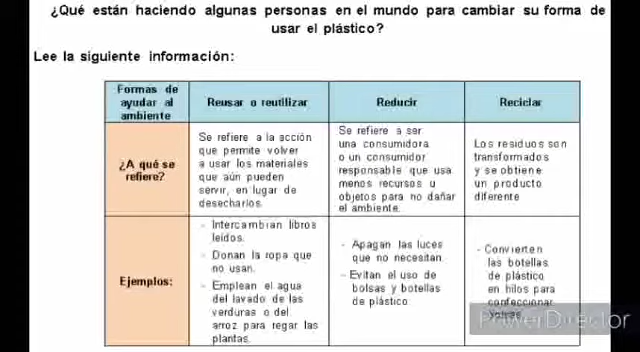 ¿Qué están haciendo algunas personas en el mundo para cambiar su forma de
usar el plástico?
Lee la siguiente información:
Formas de
ayudar al
ambiente
Reusar o reutilizar
Reducir
Reciclar
¿A qué se
refiere?
Se refiere a la acción
que permite volver
a usar los materiales
que aún pueden
servir, en lugar de
desecharlos.
Se refiere a ser
una consumidora
o un consumidor
responsable que usa
menos recursos u
objetos para no dañar
el ambiente.
Los residuos son
transformados
y se obtiene
un producto
diferente
Ejemplos:
- Intercambian libros
leídos.
- Donan la ropa que
no usan.
- Emplean el agua
del lavado de las
verduras o del
arroz para regar las
plantas.
- Apagan las luces
que no necesitan.
- Evitan el uso de
bolsas y botellas
de plástico
- Convierten
las botellas
de plástico
en hilos para
confeccionar
PowerDirector